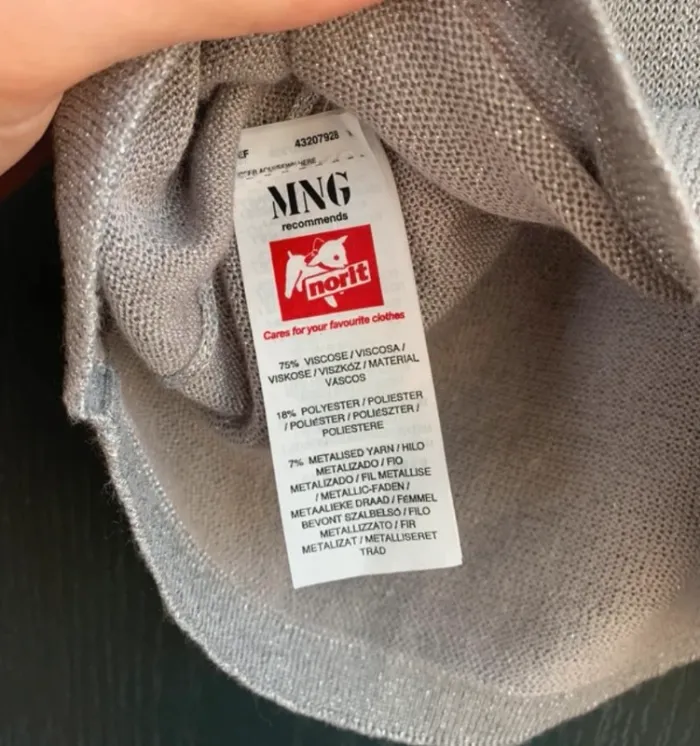 43207928
MNG
recommends
norit
Cares for your favourite clothes
75% VISCOSE / VISCOSA /
VISKOSE / VISZKÓZ / MATERIAL
VASCOS
18% POLYESTER / POLIESTER
/ POLIÉSTER / POLIÉSZTER /
POLIESTERE
7% METALISED YARN / HILO
METALIZADO / FIO
METALIZADO / FIL METALLISE
/ METALLIC-FADEN /
METAALIEKE DRAAD / FÉMMEL
BEVONT SZÁLBELSŐ / FILO
METALLIZZATO / FIR
METALIZAT / METALLISERET
TRÅD